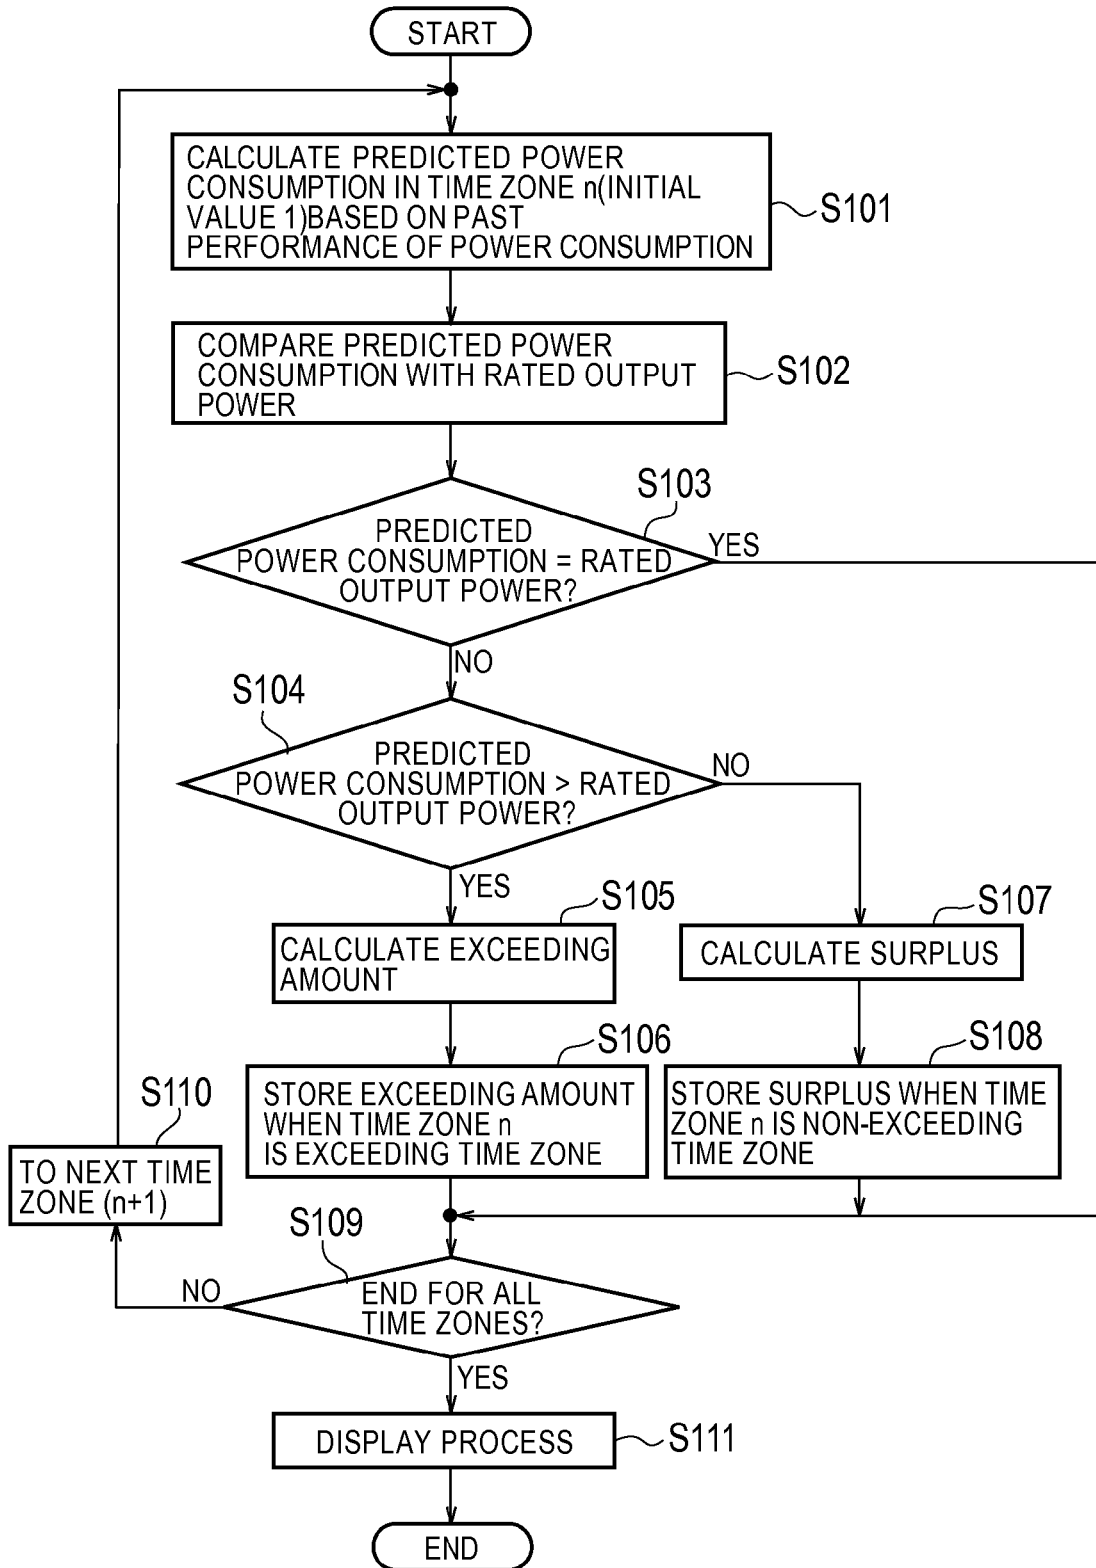 START
CALCULATE PREDICTED POWER
CONSUMPTION IN TIME ZONE n(INITIAL
VALUE 1)BASED ON PAST
PERFORMANCE OF POWER CONSUMPTION
S101
COMPARE PREDICTED POWER
CONSUMPTION WITH RATED OUTPUT
POWER
S102
S103
PREDICTED
POWER CONSUMPTION = RATED
OUTPUT POWER?
YES
NO
S104
PREDICTED
POWER CONSUMPTION > RATED
OUTPUT POWER?
NO
YES
S105
CALCULATE EXCEEDING
AMOUNT
S107
CALCULATE SURPLUS
S106
STORE EXCEEDING AMOUNT
WHEN TIME ZONE n
IS EXCEEDING TIME ZONE
S108
STORE SURPLUS WHEN TIME
ZONE n IS NON-EXCEEDING
TIME ZONE
S110
TO NEXT TIME
ZONE (n+1)
S109
END FOR ALL
TIME ZONES?
NO
YES
DISPLAY PROCESS
S111
END